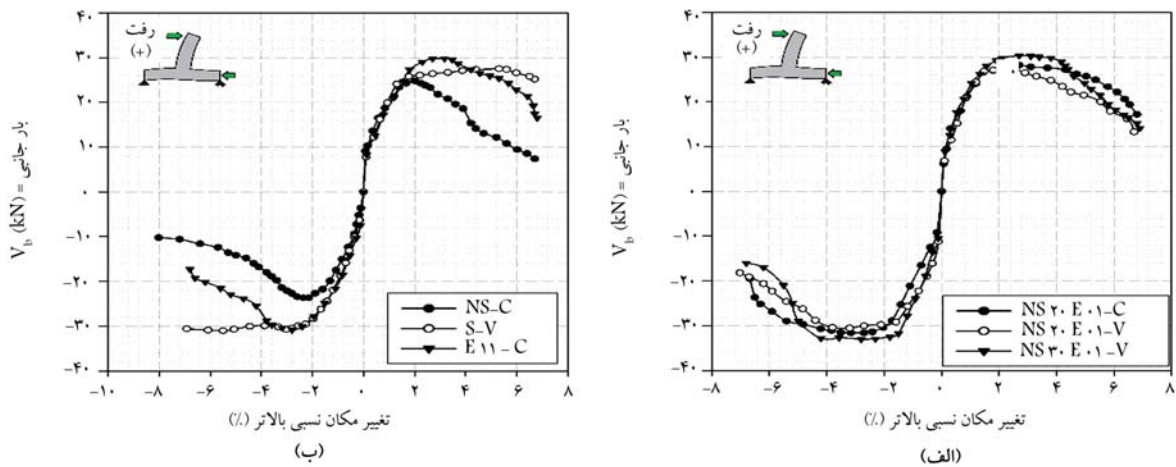 رفت
(+)
۴۰
۳۰
۲۰
۱۰
۰
−۱۰
−۲۰
−۳۰
−۴۰
V_b (kN) = بار جانبی
NS ۲۰ E ۰۱-C
NS ۲۰ E ۰۱-V
NS ۳۰ E ۰۱-V
−۸ −۶ −۴ −۲ ۰ ۲ ۴ ۶ ۸
تغییر مکان نسبی بالاتر (٪)
(الف)
رفت
(+)
۴۰
۳۰
۲۰
۱۰
۰
−۱۰
−۲۰
−۳۰
−۴۰
V_b (kN) = بار جانبی
NS-C
S-V
E ۱۱-C
−۱۰ −۸ −۶ −۴ −۲ ۰ ۲ ۴ ۶ ۸
تغییر مکان نسبی بالاتر (٪)
(ب)